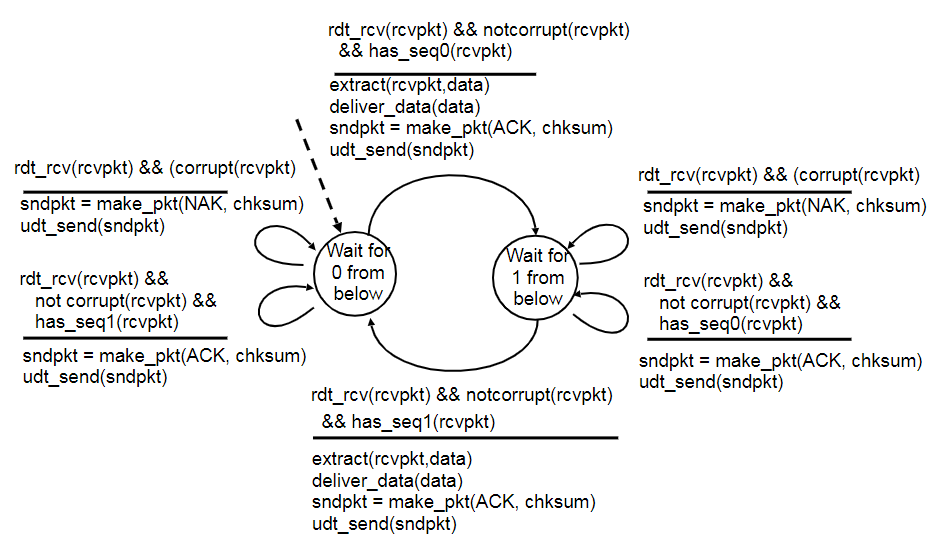 rdt_rcv(rcvpkt) && notcorrupt(rcvpkt)
&& has_seq0(rcvpkt)
extract(rcvpkt,data)
deliver_data(data)
sndpkt = make_pkt(ACK, chksum)
udt_send(sndpkt)
rdt_rcv(rcvpkt) && (corrupt(rcvpkt)
sndpkt = make_pkt(NAK, chksum)
udt_send(sndpkt)
rdt_rcv(rcvpkt) &&
not corrupt(rcvpkt) &&
has_seq1(rcvpkt)
sndpkt = make_pkt(ACK, chksum)
udt_send(sndpkt)
Wait for
0 from
below
Wait for
1 from
below
rdt_rcv(rcvpkt) && (corrupt(rcvpkt)
sndpkt = make_pkt(NAK, chksum)
udt_send(sndpkt)
rdt_rcv(rcvpkt) &&
not corrupt(rcvpkt) &&
has_seq0(rcvpkt)
sndpkt = make_pkt(ACK, chksum)
udt_send(sndpkt)
rdt_rcv(rcvpkt) && notcorrupt(rcvpkt)
&& has_seq1(rcvpkt)
extract(rcvpkt,data)
deliver_data(data)
sndpkt = make_pkt(ACK, chksum)
udt_send(sndpkt)